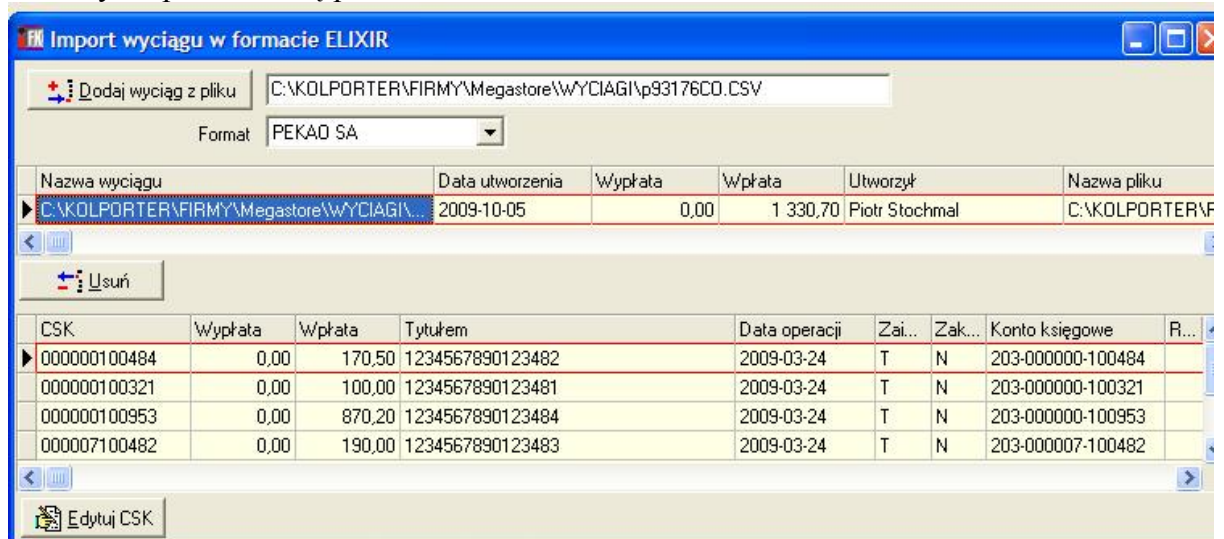 FK Import wyciągu w formacie ELIXIR
Dodaj wyciąg z pliku C:\KOLPORTER\FIRMY\Megastore\WYCIAGI\p93176CO.CSV
Format PEKAO SA
Nazwa wyciągu Data utworzenia Wypłata Wpłata Utworzył Nazwa pliku
C:\KOLPORTER\FIRMY\Megastore\WYCIAGI\... 2009-10-05 0,00 1 330,70 Piotr Stochmal C:\KOLPORTER\F
Usuń
CSK Wypłata Wpłata Tytułem Data operacji Zai... Zak... Konto księgowe R...
000000100484 0,00 170,50 1234567890123482 2009-03-24 T N 203-000000-100484
000000100321 0,00 100,00 1234567890123481 2009-03-24 T N 203-000000-100321
000000100953 0,00 870,20 1234567890123484 2009-03-24 T N 203-000000-100953
000007100482 0,00 190,00 1234567890123483 2009-03-24 T N 203-000007-100482
Edytuj CSK